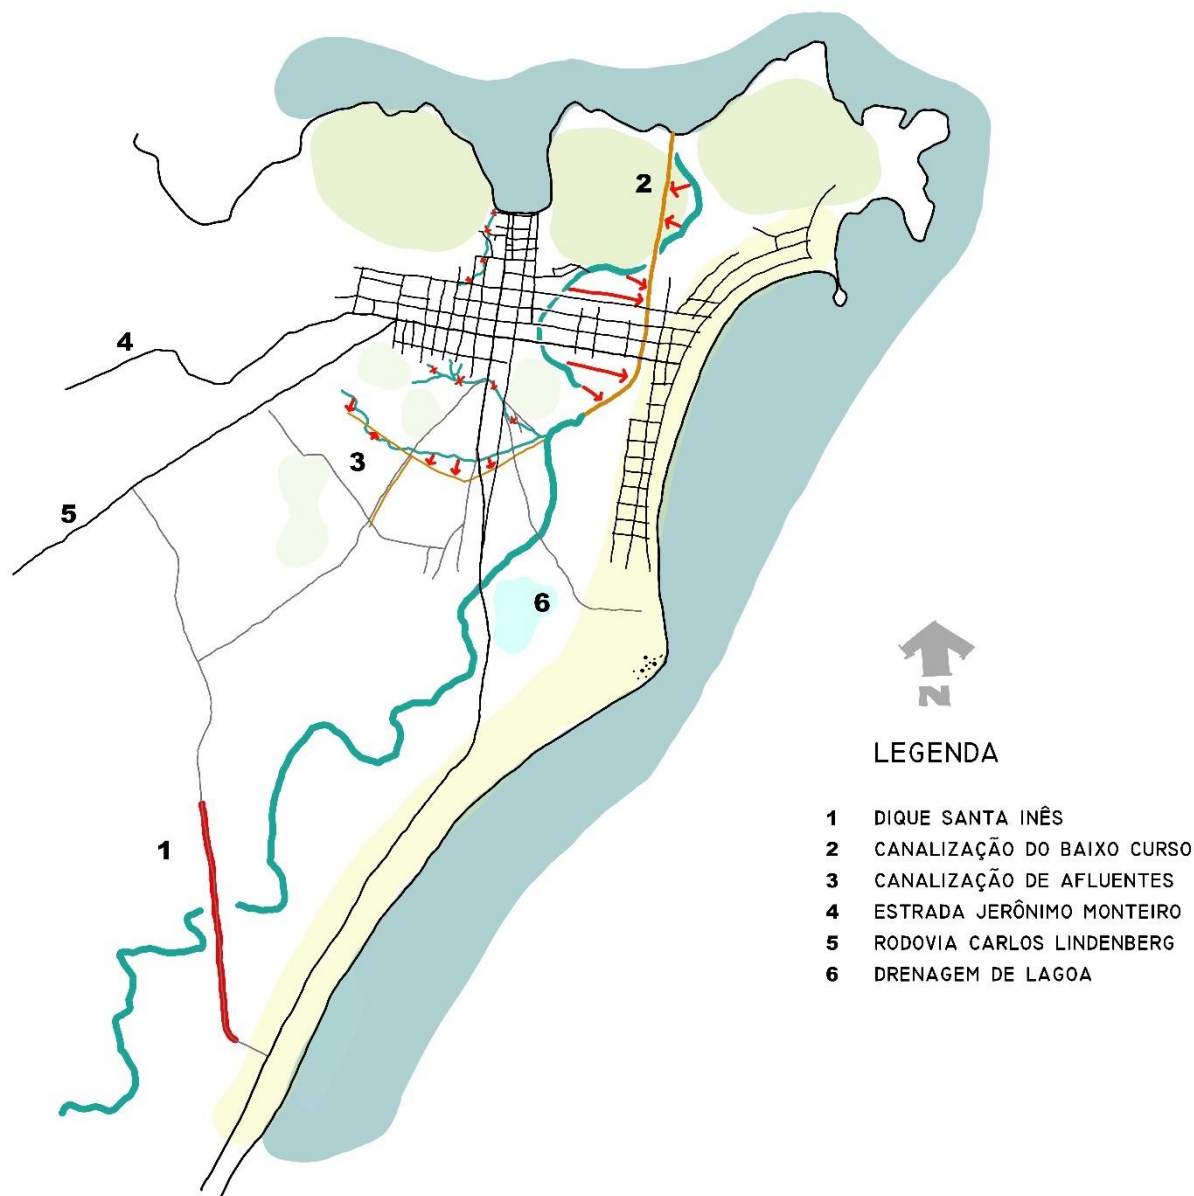 2
4
3
5
6
1
N
LEGENDA
1 DIQUE SANTA INÊS
2 CANALIZAÇÃO DO BAIXO CURSO
3 CANALIZAÇÃO DE AFLUENTES
4 ESTRADA JERÔNIMO MONTEIRO
5 RODOVIA CARLOS LINDENBERG
6 DRENAGEM DE LAGOA